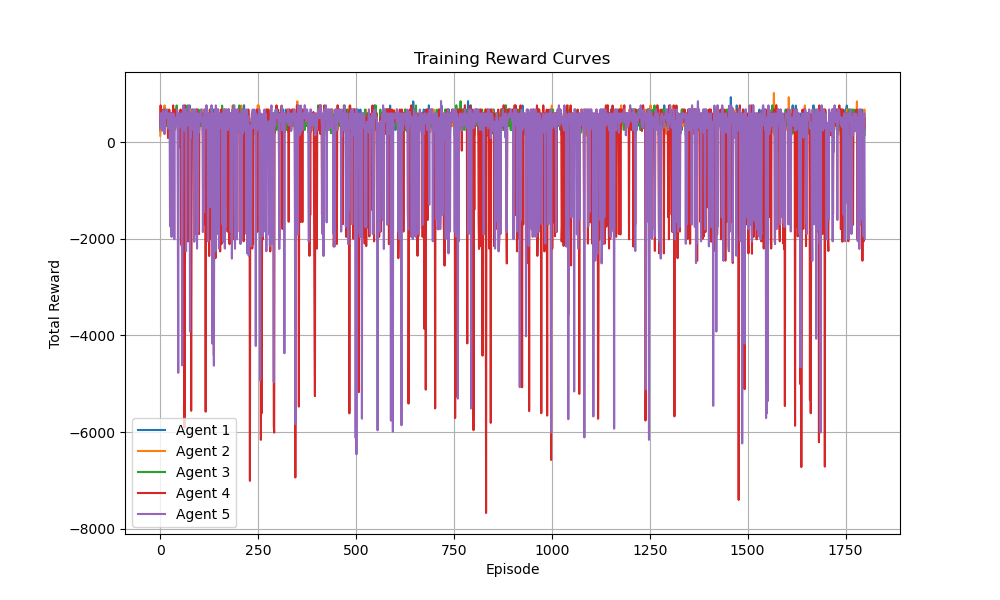 Training Reward Curves
Total Reward
0
−2000
−4000
−6000
−8000
Agent 1
Agent 2
Agent 3
Agent 4
Agent 5
0 250 500 750 1000 1250 1500 1750
Episode